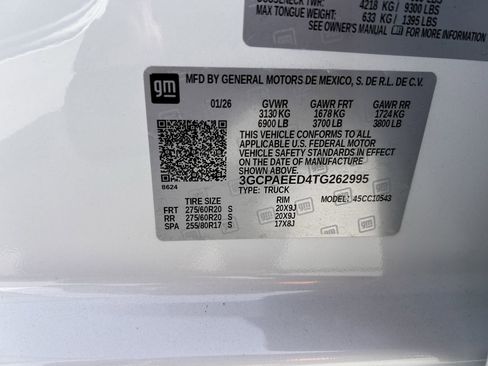 4218 KG / 9300 LBS
MAX TONGUE WEIGHT: 633 KG / 1395 LBS
SEE OWNER'S MANUAL FOR MORE INFORMATION
gm
MFD BY GENERAL MOTORS DE MEXICO, S. DE R.L. DE C.V.
01/26 GVWR GAWR FRT GAWR RR
3130 KG 1678 KG 1724 KG
6900 LB 3700 LB 3800 LB
THIS VEHICLE CONFORMS TO ALL
APPLICABLE U.S. FEDERAL MOTOR
VEHICLE SAFETY STANDARDS IN EFFECT
ON THE DATE OF MANUFACTURE
SHOWN ABOVE.
8624
3GCPAEED4TG262995
TYPE: TRUCK MODEL: 4SCC10543
TIRE SIZE RIM
FRT 275/60R20 S 20X9J
RR 275/60R20 S 20X9J
SPA 255/80R17 S 17X8J